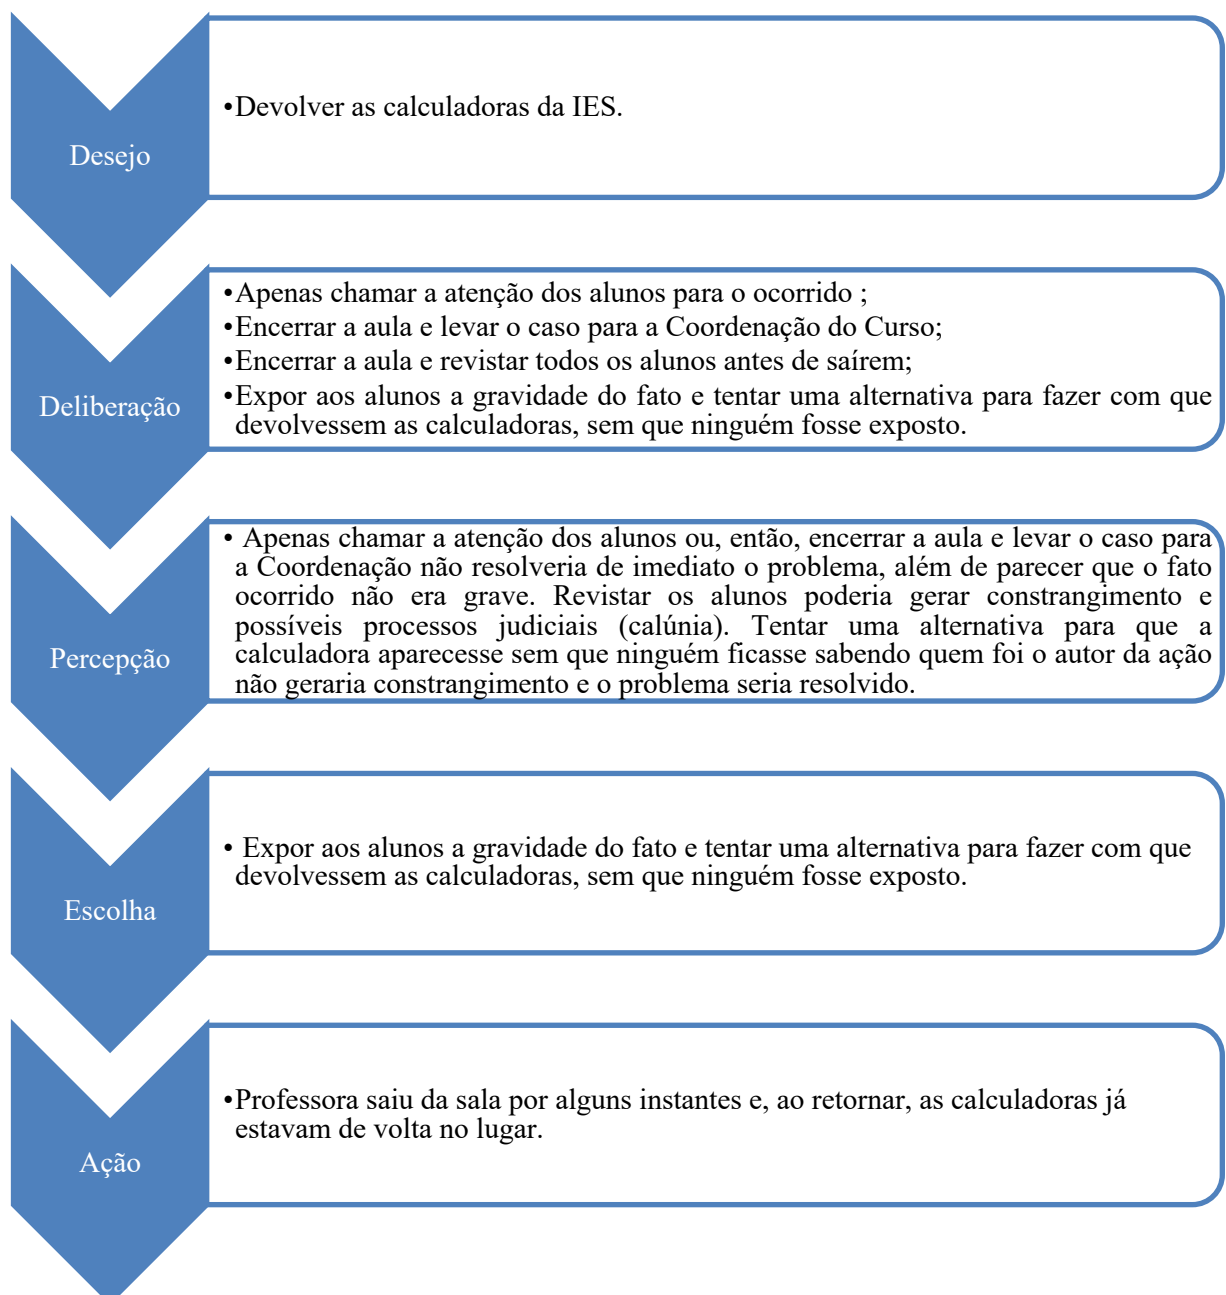 Desejo
•Devolver as calculadoras da IES.
Deliberação
•Apenas chamar a atenção dos alunos para o ocorrido ;
•Encerrar a aula e levar o caso para a Coordenação do Curso;
•Encerrar a aula e revistar todos os alunos antes de saírem;
•Expor aos alunos a gravidade do fato e tentar uma alternativa para fazer com que
devolvessem as calculadoras, sem que ninguém fosse exposto.
Percepção
• Apenas chamar a atenção dos alunos ou, então, encerrar a aula e levar o caso para
a Coordenação não resolveria de imediato o problema, além de parecer que o fato
ocorrido não era grave. Revistar os alunos poderia gerar constrangimento e
possíveis processos judiciais (calúnia). Tentar uma alternativa para que a
calculadora aparecesse sem que ninguém ficasse sabendo quem foi o autor da ação
não geraria constrangimento e o problema seria resolvido.
Escolha
• Expor aos alunos a gravidade do fato e tentar uma alternativa para fazer com que
devolvessem as calculadoras, sem que ninguém fosse exposto.
Ação
•Professora saiu da sala por alguns instantes e, ao retornar, as calculadoras já
estavam de volta no lugar.